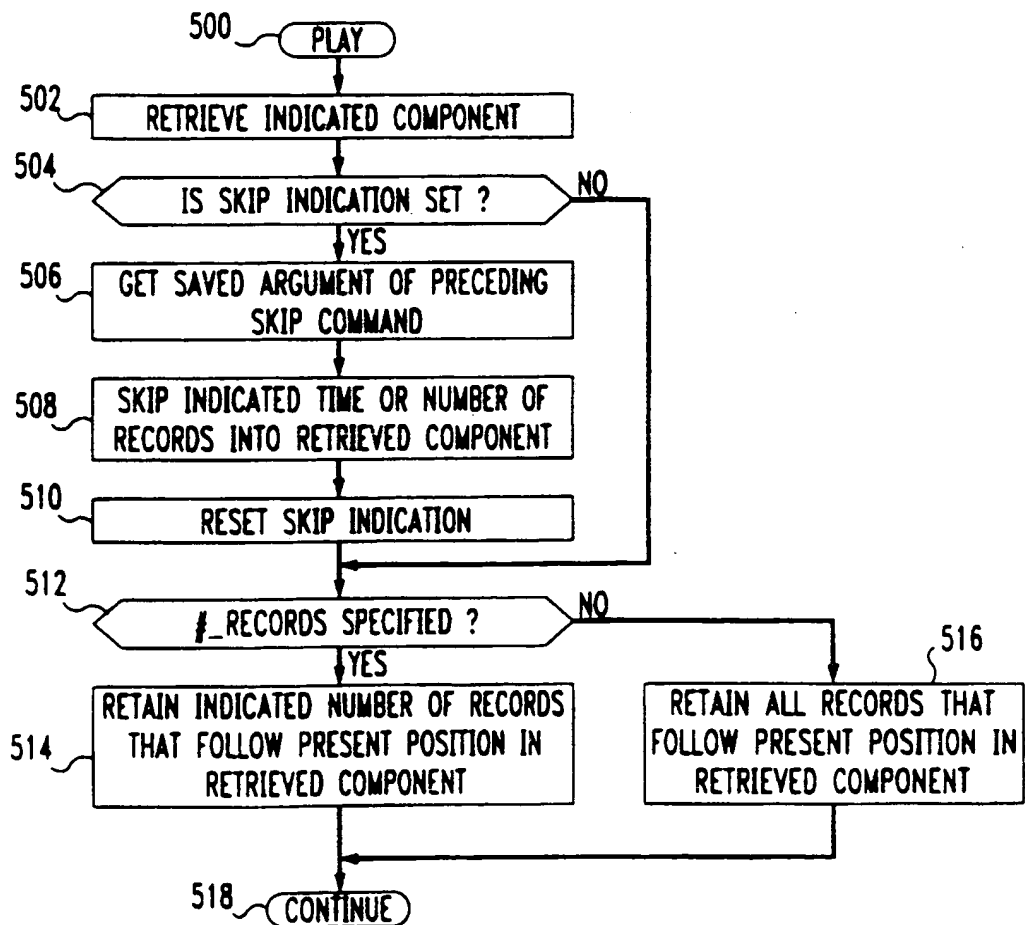 500
PLAY
502
RETRIEVE INDICATED COMPONENT
504
IS SKIP INDICATION SET ?
NO
YES
506
GET SAVED ARGUMENT OF PRECEDING
SKIP COMMAND
508
SKIP INDICATED TIME OR NUMBER OF
RECORDS INTO RETRIEVED COMPONENT
510
RESET SKIP INDICATION
512
#_RECORDS SPECIFIED ?
NO
YES
514
RETAIN INDICATED NUMBER OF RECORDS
THAT FOLLOW PRESENT POSITION IN
RETRIEVED COMPONENT
516
RETAIN ALL RECORDS THAT
FOLLOW PRESENT POSITION IN
RETRIEVED COMPONENT
518
CONTINUE